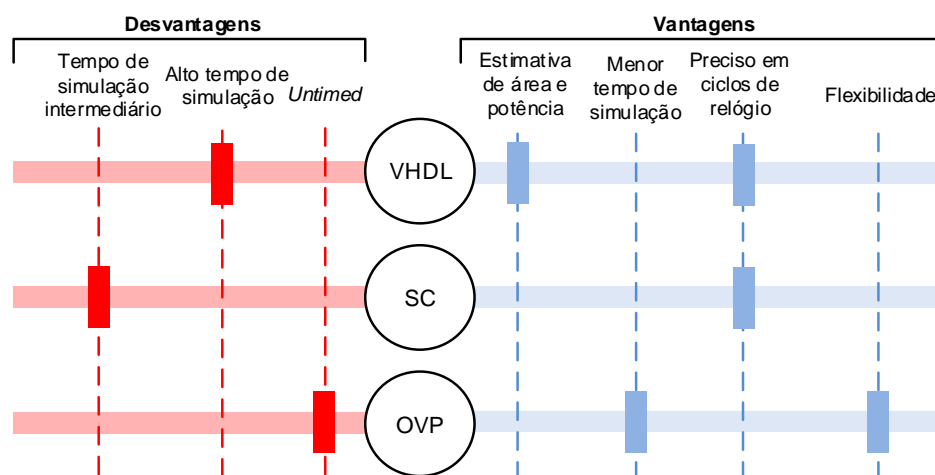 Desvantagens
Vantagens
Tempo de
simulação
intermediário
Alto tempo de
simulação
Untimed
Estimativa
de área e
potência
Menor
tempo de
simulação
Preciso em
ciclos de
relógio
Flexibilidade
VHDL
SC
OVP